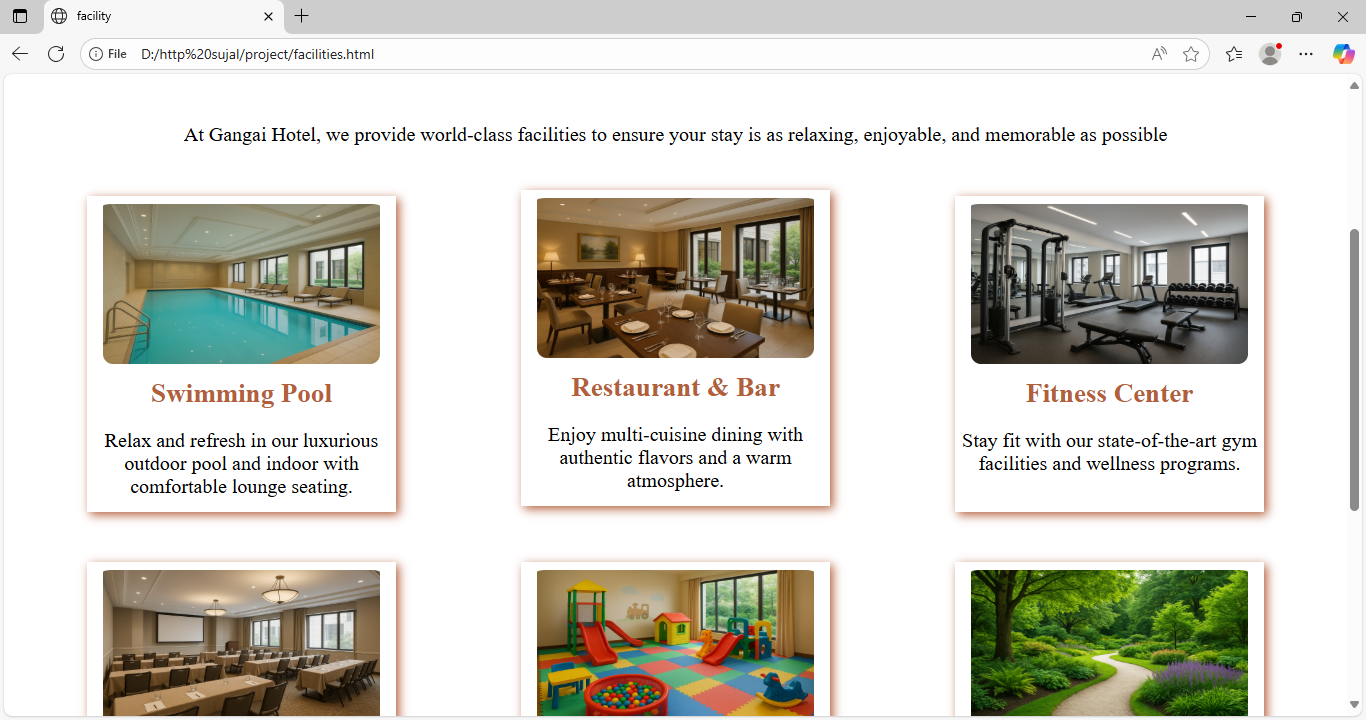 facility
File D:/http%20sujal/project/facilities.html
At Gangai Hotel, we provide world-class facilities to ensure your stay is as relaxing, enjoyable, and memorable as possible
Swimming Pool
Relax and refresh in our luxurious
outdoor pool and indoor with
comfortable lounge seating.
Restaurant & Bar
Enjoy multi-cuisine dining with
authentic flavors and a warm
atmosphere.
Fitness Center
Stay fit with our state-of-the-art gym
facilities and wellness programs.